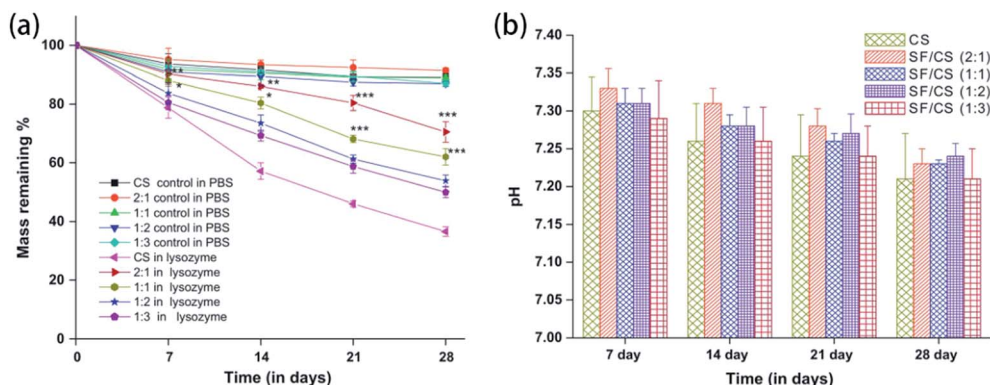 (a)
Mass remaining %
100
80
60
40
20
0
**
*
**
*
***
***
***
***
CS control in PBS
2:1 control in PBS
1:1 control in PBS
1:2 control in PBS
1:3 control in PBS
CS in lysozyme
2:1 in lysozyme
1:1 in lysozyme
1:2 in lysozyme
1:3 in lysozyme
0 7 14 21 28
Time (in days)
(b)
pH
7.40
7.35
7.30
7.25
7.20
7.15
7.10
7.05
7.00
CS
SF/CS (2:1)
SF/CS (1:1)
SF/CS (1:2)
SF/CS (1:3)
7 day 14 day 21 day 28 day
Time (in days)